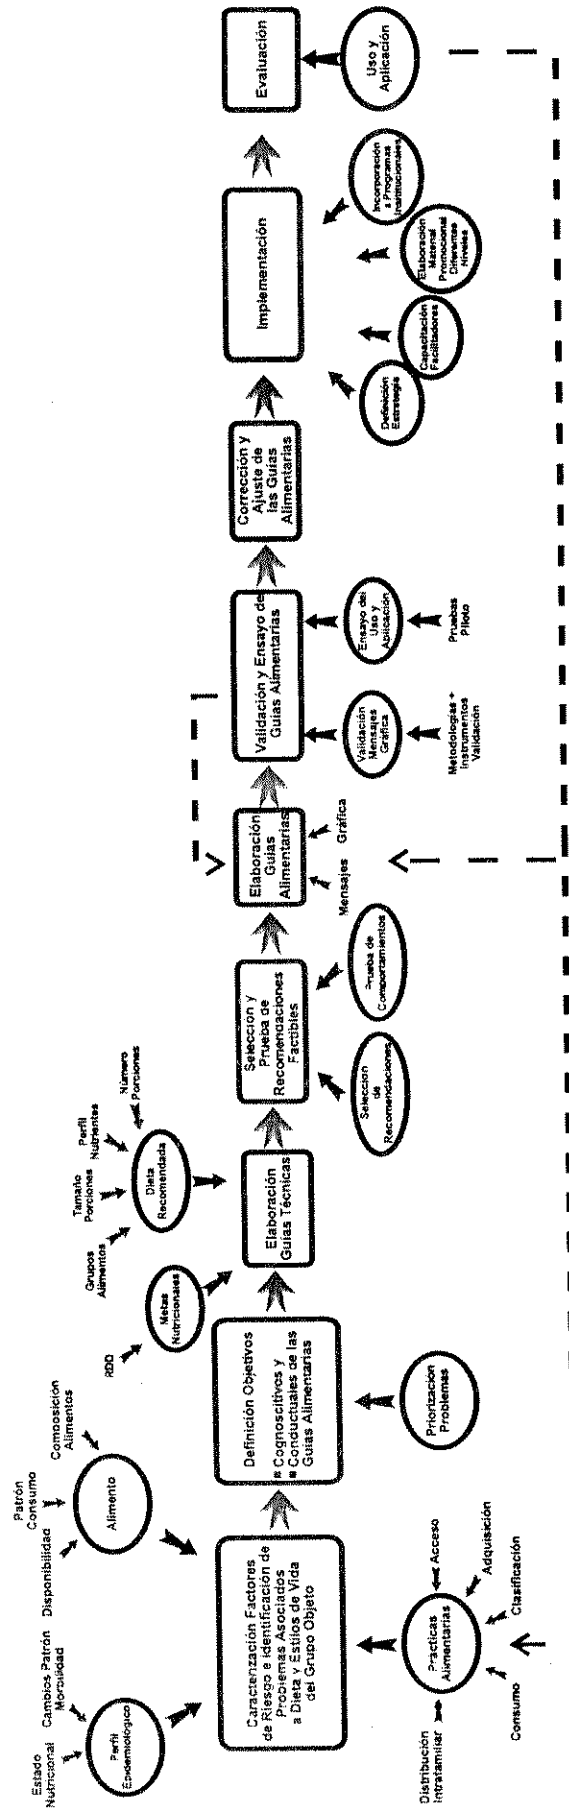 Estado
Nutricional
Cambios Patrón
Morbilidad
Perfil
Epidemiológico
Disponibilidad
Patrón
Consumo
Composición
Alimentos
Alimento
Caracterización Factores
de Riesgo e identificación de
Problemas Asociados
a Dieta y Estilos de Vida
del Grupo Objeto
Distribución
Intrafamiliar
Consumo
Clasificación
Adquisición
Acceso
Prácticas
Alimentarias
Definición Objetivos
Cognoscitivos y
Conductuales de las
Guías Alimentarias
Priorización
Problemas
RDD
Metas
Nutricionales
Grupos
Alimentos
Tamaño
Porciones
Perfil
Nutrientes
Número
Porciones
Dieta
Recomendada
Elaboración
Guías Técnicas
Selección y
Prueba de
Recomendaciones
Factibles
Selección
de
Recomendaciones
Prueba de
Comportamientos
Elaboración
Guías
Alimentarias
Mensajes
Gráfica
Validación y Ensayo de
Guías Alimentarias
Validación
Mensajes
Gráfica
Metodologías +
Instrumentos
Validación
Ensayo del
Uso y
Aplicación
Pruebas
Piloto
Corrección y
Ajuste de
las Guías
Alimentarias
Implementación
Definición
Estrategia
Capacitación
Facilitadores
Elaboración
Material
Promocional
Diferentes
Niveles
Incorporación
a Programas
Institucionales
Evaluación
Uso y
Aplicación